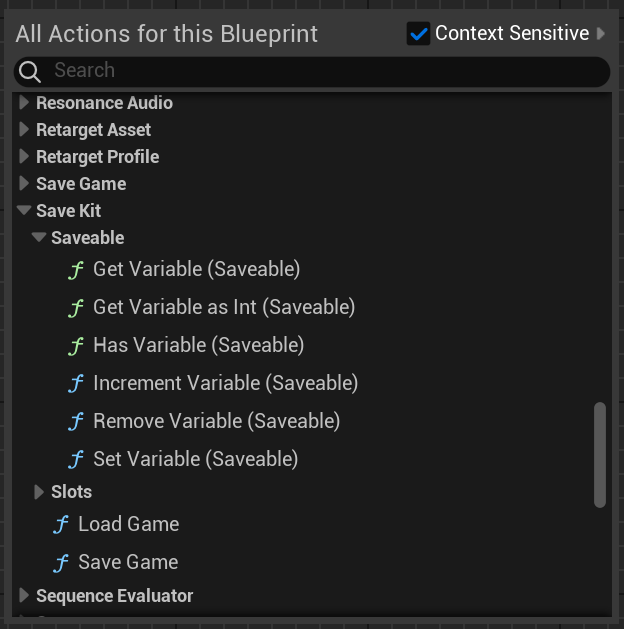 All Actions for this Blueprint Context Sensitive
Search
Resonance Audio
Retarget Asset
Retarget Profile
Save Game
Save Kit
Saveable
f Get Variable (Saveable)
f Get Variable as Int (Saveable)
f Has Variable (Saveable)
f Increment Variable (Saveable)
f Remove Variable (Saveable)
f Set Variable (Saveable)
Slots
f Load Game
f Save Game
Sequence Evaluator